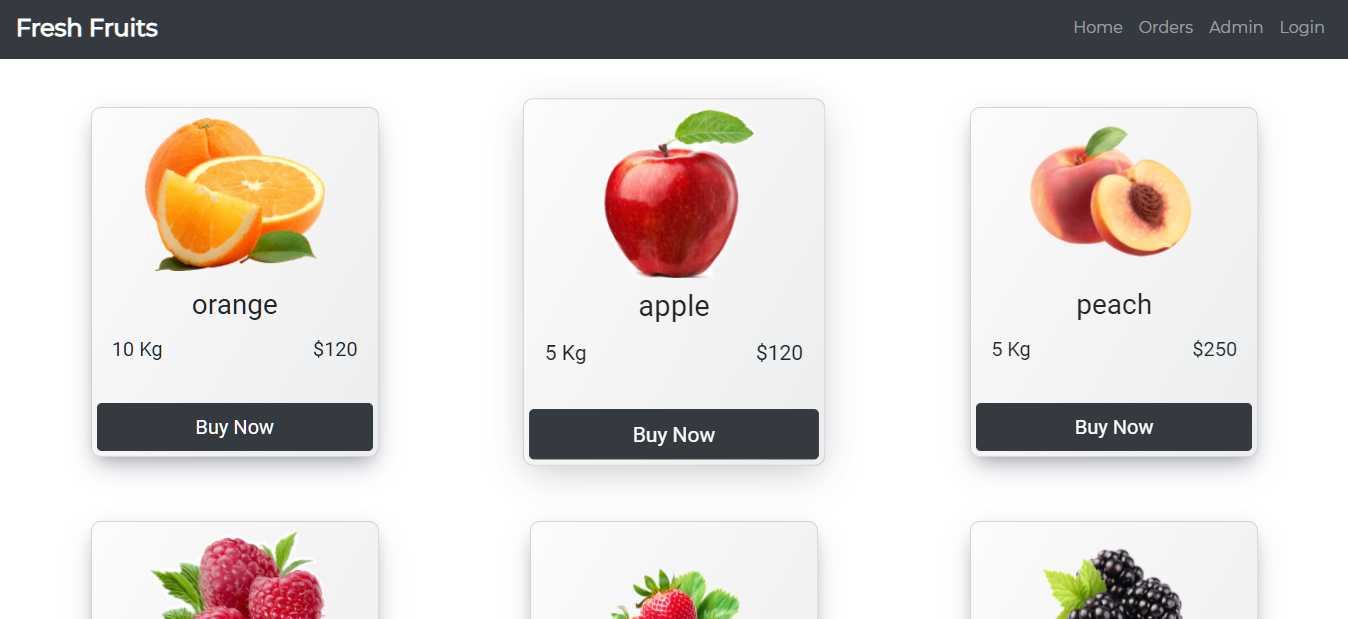 Fresh Fruits
Home Orders Admin Login
orange
10 Kg $120
Buy Now
apple
5 Kg $120
Buy Now
peach
5 Kg $250
Buy Now